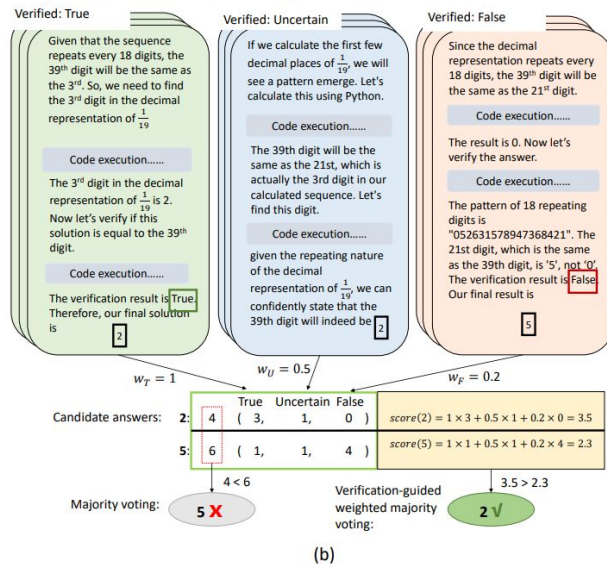 Verified: True
Given that the sequence
repeats every 18 digits, the
39th digit will be the same as
the 3rd. So, we need to find
the 3rd digit in the decimal
representation of 1/19
Code execution......
The 3rd digit in the decimal
representation of 1/19 is 2.
Now let's verify if this
solution is equal to the 39th
digit.
Code execution......
The verification result is True.
Therefore, our final solution
is
2
Verified: Uncertain
If we calculate the first few
decimal places of 1/19, we will
see a pattern emerge. Let's
calculate this using Python.
Code execution......
The 39th digit will be the
same as the 21st, which is
actually the 3rd digit in our
calculated sequence. Let's
find this digit.
Code execution......
given the repeating nature
of the decimal
representation of 1/19, we can
confidently state that the
39th digit will indeed be 2
Verified: False
Since the decimal
representation repeats every
18 digits, the 39th digit will be
the same as the 21st digit.
Code execution......
The result is 0. Now let's
verify the answer.
Code execution......
The pattern of 18 repeating
digits is
"052631578947368421". The
21st digit, which is the same
as the 39th digit, is '5', not '0'.
The verification result is False.
Our final result is
5
w_T = 1
w_U = 0.5
w_F = 0.2
True Uncertain False
Candidate answers: 2: 4 ( 3, 1, 0 ) score(2) = 1 × 3 + 0.5 × 1 + 0.2 × 0 = 3.5
5: 6 ( 1, 1, 4 ) score(5) = 1 × 1 + 0.5 × 1 + 0.2 × 4 = 2.3
4 < 6
3.5 > 2.3
Majority voting:
5 X
Verification-guided
weighted majority
voting:
2 √
(b)